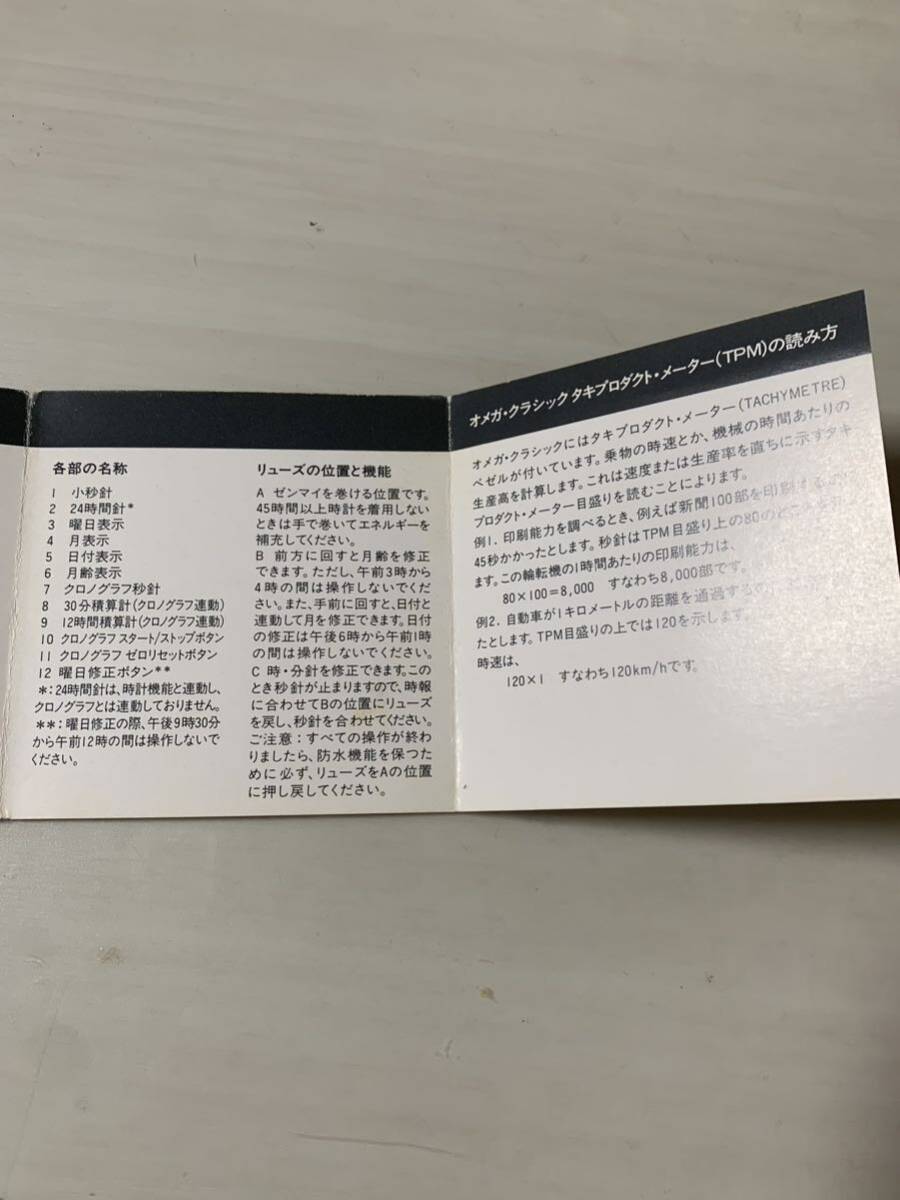 各部の名称
1 小秒針
2 24時間針*
3 曜日表示
4 月表示
5 日付表示
6 月齢表示
7 クロノグラフ秒針
8 30分積算計(クロノグラフ連動)
9 12時間積算計(クロノグラフ連動)
10 クロノグラフ スタート/ストップボタン
11 クロノグラフ ゼロリセットボタン
12 曜日修正ボタン**
*:24時間針は、時計機能と連動し、
クロノグラフとは連動しておりません。
**:曜日修正の際、午後9時30分
から午前12時の間は操作しないで
ください。
リューズの位置と機能
A ゼンマイを巻ける位置です。
45時間以上時計を着用しない
ときは手で巻いてエネルギーを
補充してください。
B 前方に回すと月齢を修正
できます。ただし、午前3時から
4時の間は操作しないでくださ
い。また、手前に回すと、日付と
連動して月を修正できます。日付
の修正は午後6時から午前1時
の間は操作しないでください。
C 時・分針を修正できます。この
とき秒針が止まりますので、時報
に合わせてBの位置にリューズ
を戻し、秒針を合わせてください。
ご注意:すべての操作が終わ
りましたら、防水機能を保つた
めに必ず、リューズをAの位置
に押し戻してください。
オメガ・クラシック タキプロダクト・メーター(TPM)の読み方
オメガ・クラシックにはタキプロダクト・メーター(TACHYMETRE)
ベゼルが付いています。乗物の時速とか、機械の時間あたりの
生産高を計算します。これは速度または生産率を直ちに示すタキ
プロダクト・メーター目盛りを読むことによります。
例1. 印刷能力を調べるとき、例えば新聞100部を印刷するのに
45秒かかったとします。秒針はTPM目盛り上の80のところを
ます。この輪転機の1時間あたりの印刷能力は、
80×100=8,000 すなわち8,000部です。
例2. 自動車が1キロメートルの距離を通過する
たとします。TPM目盛りの上では120を示します。
時速は、
120×1 すなわち120km/hです。